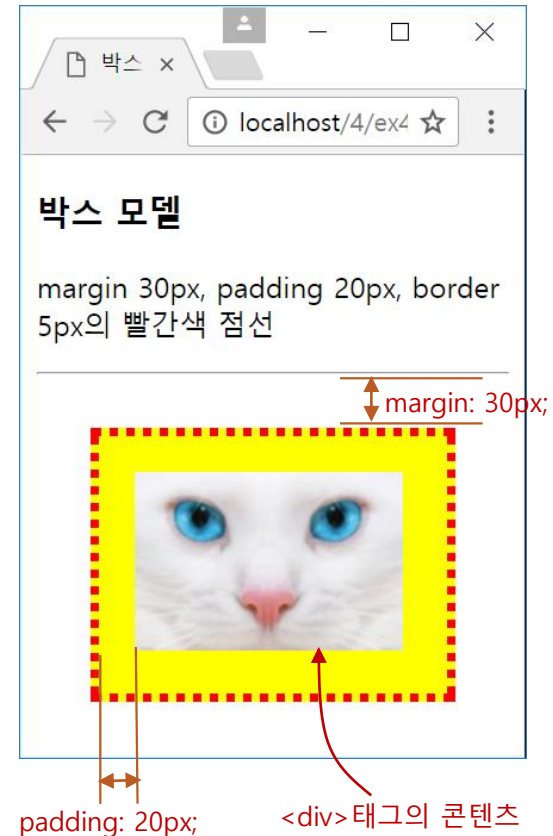 박스
localhost/4/ex4
박스 모델
margin 30px, padding 20px, border
5px의 빨간색 점선
margin: 30px;
padding: 20px;
<div>태그의 콘텐츠